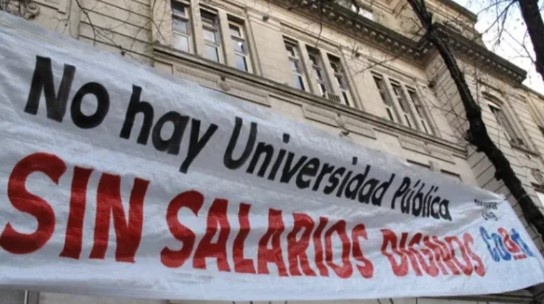 No hay Universidad Pública
SIN SALARIOS DIGNOS